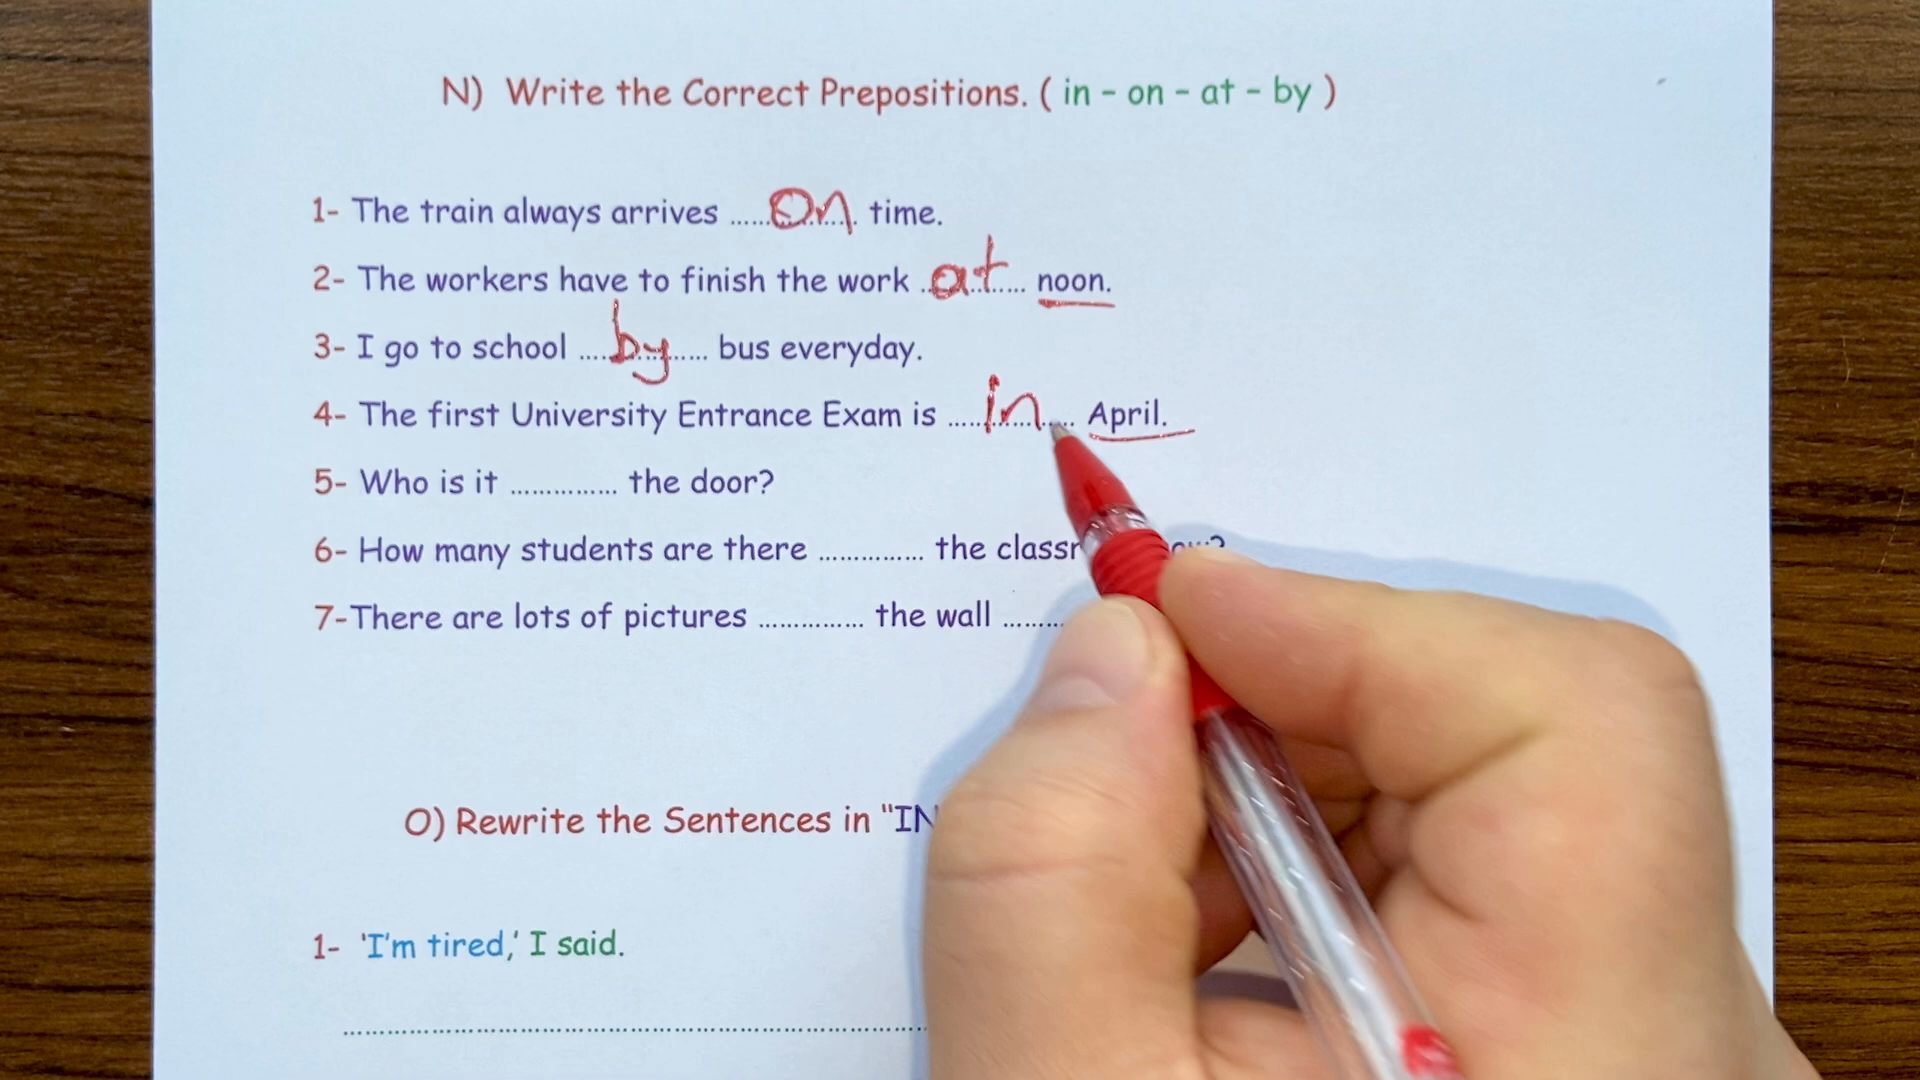 N) Write the Correct Prepositions. ( in - on - at - by )
1- The train always arrives ......on...... time.
2- The workers have to finish the work ..at..... noon.
3- I go to school ....by...... bus everyday.
4- The first University Entrance Exam is .....in..... April.
5- Who is it .............. the door?
6- How many students are there .............. the
7-There are lots of pictures .............. the wall ........
O) Rewrite the Sentences in
1- 'I'm tired,' I said.